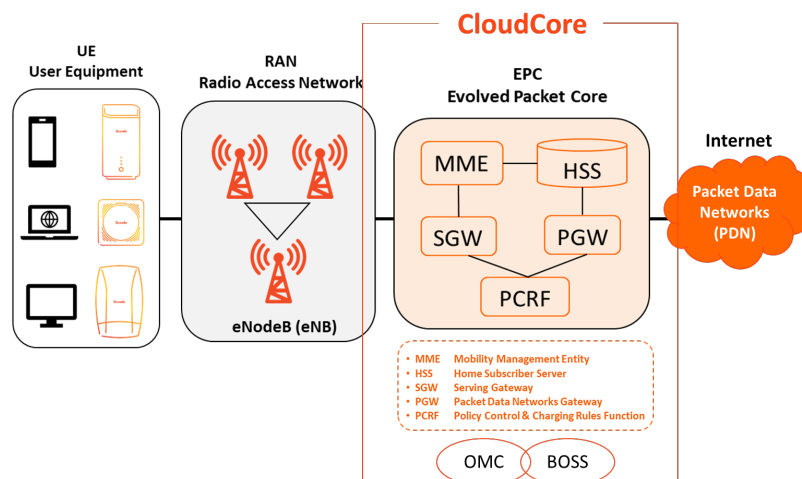 CloudCore
UE
User Equipment
RAN
Radio Access Network
EPC
Evolved Packet Core
MME
HSS
SGW
PGW
PCRF
eNodeB (eNB)
Internet
Packet Data
Networks
(PDN)
• MME Mobility Management Entity
• HSS Home Subscriber Server
• SGW Serving Gateway
• PGW Packet Data Networks Gateway
• PCRF Policy Control & Charging Rules Function
OMC
BOSS